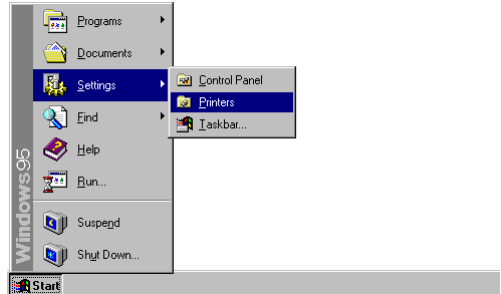 Programs
Documents
Settings
Control Panel
Printers
Taskbar...
Find
Help
Run...
Suspend
Shut Down...
Windows95
Start